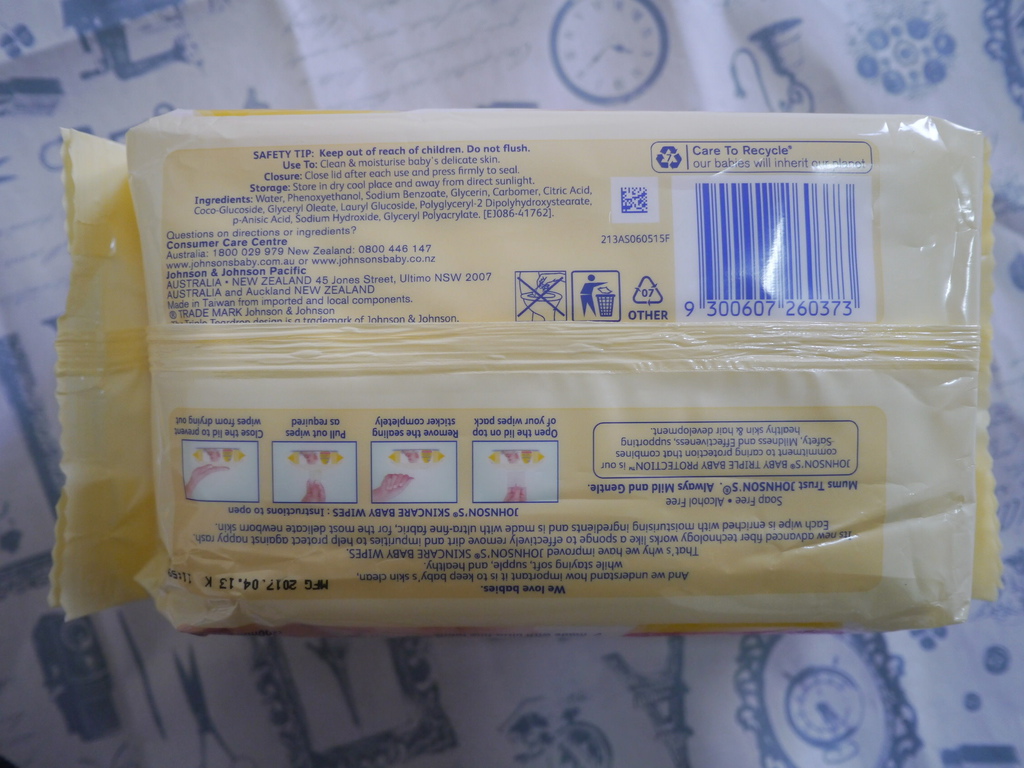 SAFETY TIP: Keep out of reach of children. Do not flush.
Use To: Clean & moisturise baby's delicate skin.
Closure: Close lid after each use and press firmly to seal.
Storage: Store in dry cool place and away from direct sunlight.
Ingredients: Water, Phenoxyethanol, Sodium Benzoate, Glycerin, Carbomer, Citric Acid,
Coco-Glucoside, Glyceryl Oleate, Lauryl Glucoside, Polyglyceryl-2 Dipolyhydroxystearate,
p-Anisic Acid, Sodium Hydroxide, Glyceryl Polyacrylate. [EJ086-41762].
Questions on directions or ingredients?
Consumer Care Centre
Australia: 1800 029 979 New Zealand: 0800 446 147
www.johnsonsbaby.com.au or www.johnsonsbaby.co.nz
Johnson & Johnson Pacific
AUSTRALIA • NEW ZEALAND 45 Jones Street, Ultimo NSW 2007
AUSTRALIA and Auckland NEW ZEALAND
Made in Taiwan from imported and local components.
® TRADE MARK Johnson & Johnson
The Triple Teardrop design is a trademark of Johnson & Johnson.
7
Care To Recycle®
our babies will inherit our planet
213AS060515F
07
OTHER
9 300607 260373
We love babies.
And we understand how important it is to keep baby's skin clean,
while staying soft, supple, and healthy.
That's why we have improved JOHNSON'S® SKINCARE BABY WIPES.
Its new advanced fiber technology works like a sponge to effectively remove dirt and impurities to help protect against nappy rash.
Each wipe is enriched with moisturising ingredients and is made with ultra-fine fabric, for the most delicate newborn skin.
Soap Free • Alcohol Free
Mums Trust JOHNSON'S®. Always Mild and Gentle.
JOHNSON'S® BABY TRIPLE BABY PROTECTION™ is our
commitment to caring protection that combines
Safety, Mildness and Effectiveness, supporting
healthy skin & hair development.
JOHNSON'S® SKINCARE BABY WIPES : Instructions to open
Open the lid on top
of your wipes pack
Remove the sealing
sticker completely
Pull out wipes
as required
Close the lid to prevent
wipes from drying out
MFG 2017.04.13 K